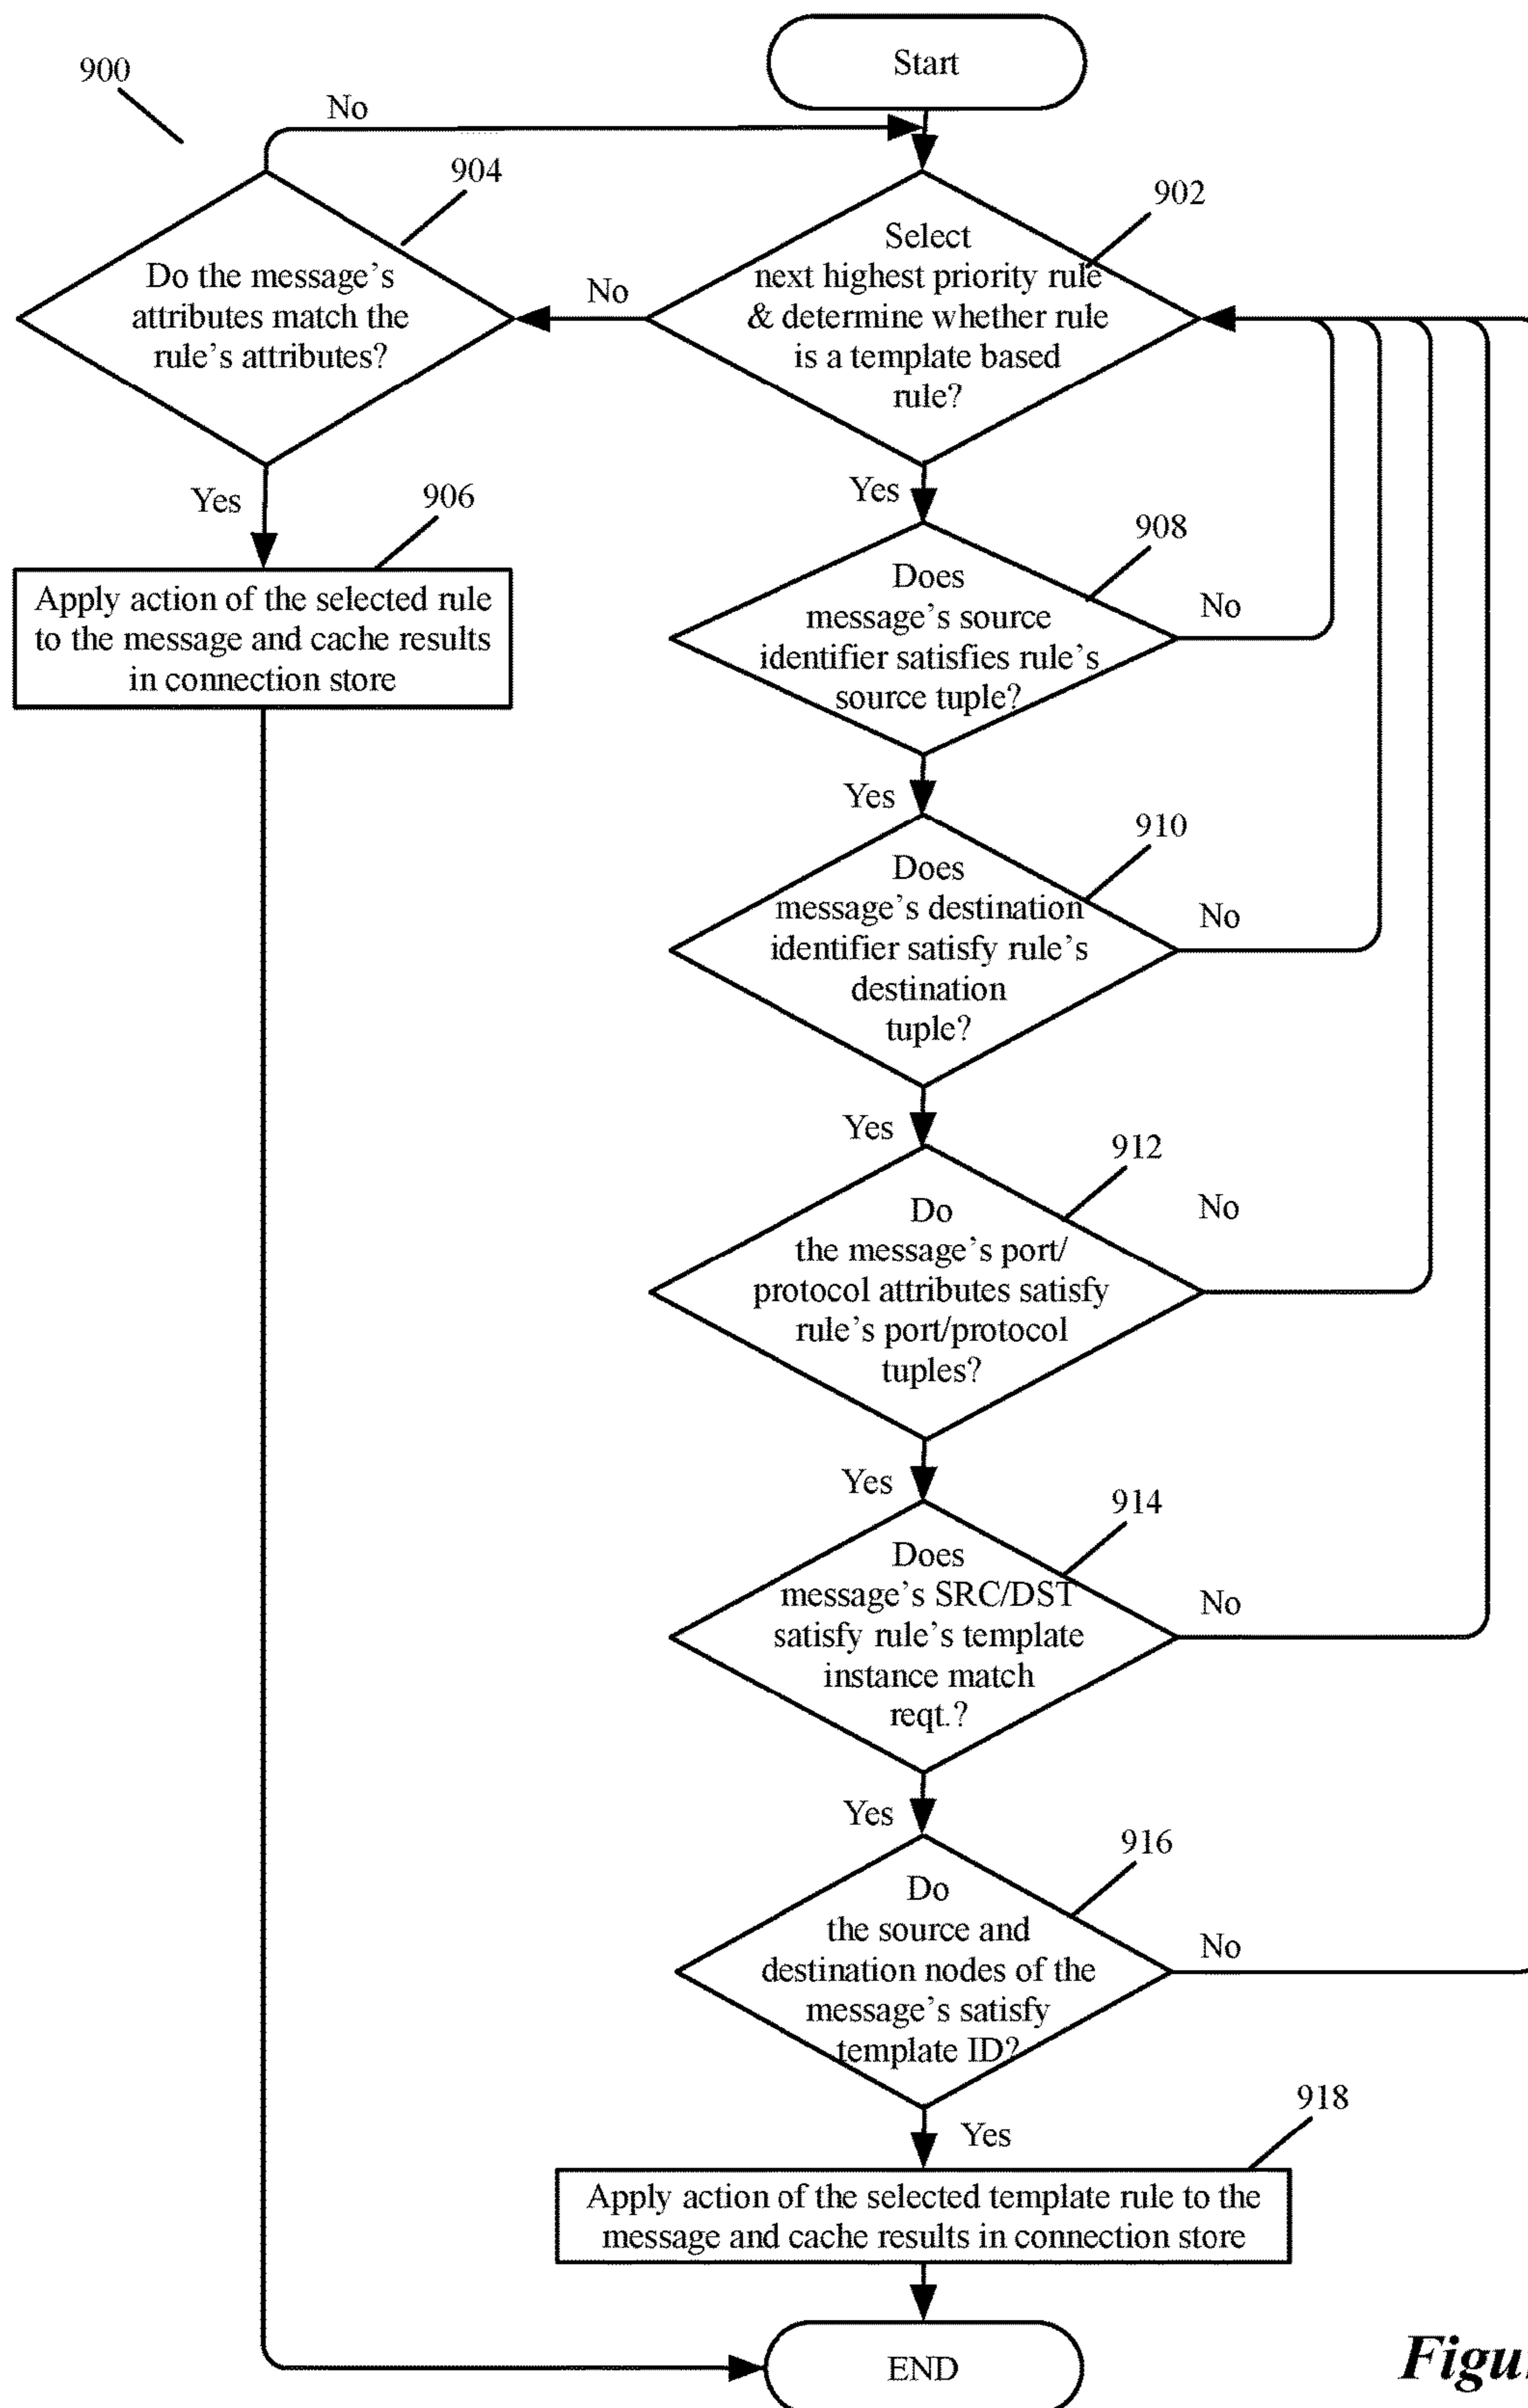 Start
900
No
904
902
Select
next highest priority rule
& determine whether rule
is a template based
rule?
Do the message's
attributes match the
rule's attributes?
No
Yes
906
Yes
908
Apply action of the selected rule
to the message and cache results
in connection store
Does
message's source
identifier satisfies rule's
source tuple?
No
Yes
910
Does
message's destination
identifier satisfy rule's
destination
tuple?
No
Yes
912
Do
the message's port/
protocol attributes satisfy
rule's port/protocol
tuples?
No
Yes
914
Does
message's SRC/DST
satisfy rule's template
instance match
reqt.?
No
Yes
916
Do
the source and
destination nodes of the
message's satisfy
template ID?
No
Yes
918
Apply action of the selected template rule to the
message and cache results in connection store
END